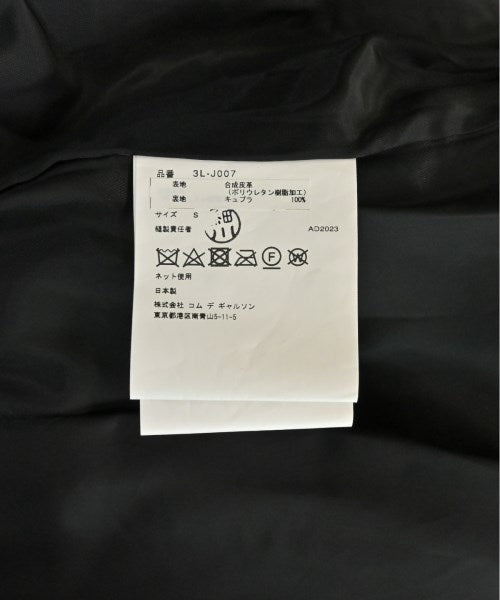 品番 3L-J007
表地 合成皮革
(ポリウレタン樹脂加工)
裏地 キュプラ 100%
サイズ S
縫製責任者 AD2023
F W
ネット使用
日本製
株式会社 コム デ ギャルソン
東京都港区南青山5-11-5